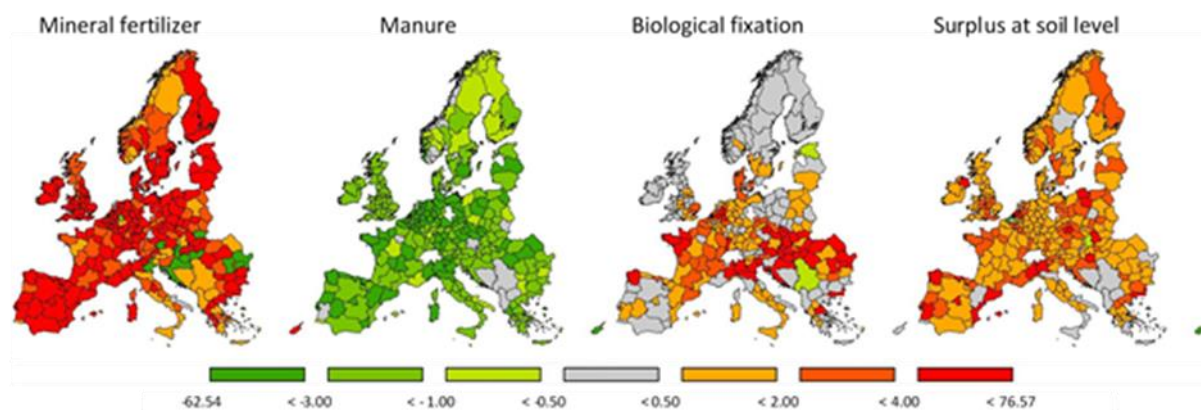 Mineral fertilizer Manure Biological fixation Surplus at soil level
-62.54 < -3.00 < -1.00 < -0.50 < 0.50 < 2.00 < 4.00 < 76.57